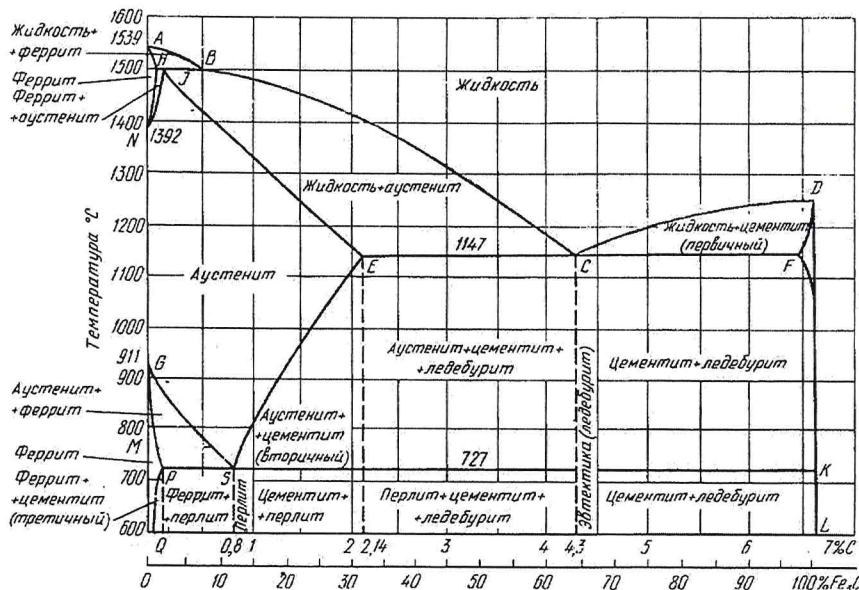 1600
1539
1500
1400
1392
1300
1200
1100
1000
911
900
800
700
600
Температура °С
Жидкость+
+феррит
Феррит
Феррит+
+аустенит
N
A
H
J
B
Жидкость
Жидкость+аустенит
D
Жидкость+цементит
(первичный)
1147
E
C
F
Аустенит
G
Аустенит+цементит+
+ледебурит
Цементит+ледебурит
Аустенит+
+феррит
Аустенит+
+цементит
(вторичный)
Эвтектика (ледебурит)
M
Феррит
P
S
727
K
Феррит+
+цементит
(третичный)
Феррит+
+перлит
Перлит
Цементит+
+перлит
Перлит+цементит+
+ледебурит
Цементит+ледебурит
L
Q
0,8
1
2
2,14
3
4
4,3
5
6
7%C
0
10
20
30
40
50
60
70
80
90
100%Fe₃C